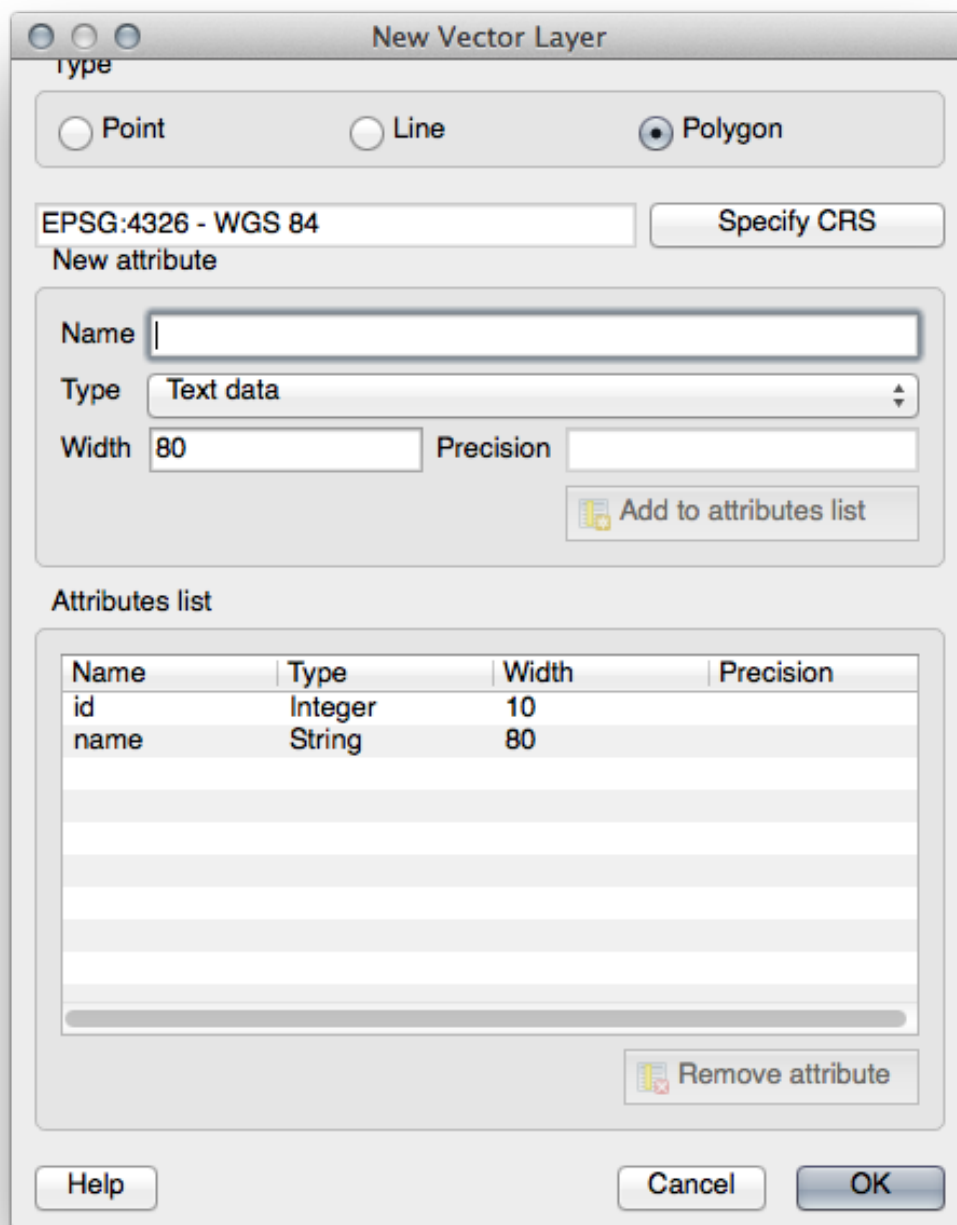 New Vector Layer
Type
Point Line Polygon
EPSG:4326 - WGS 84 Specify CRS
New attribute
Name
Type Text data
Width 80 Precision
Add to attributes list
Attributes list
Name Type Width Precision
id Integer 10
name String 80
Remove attribute
Help Cancel OK